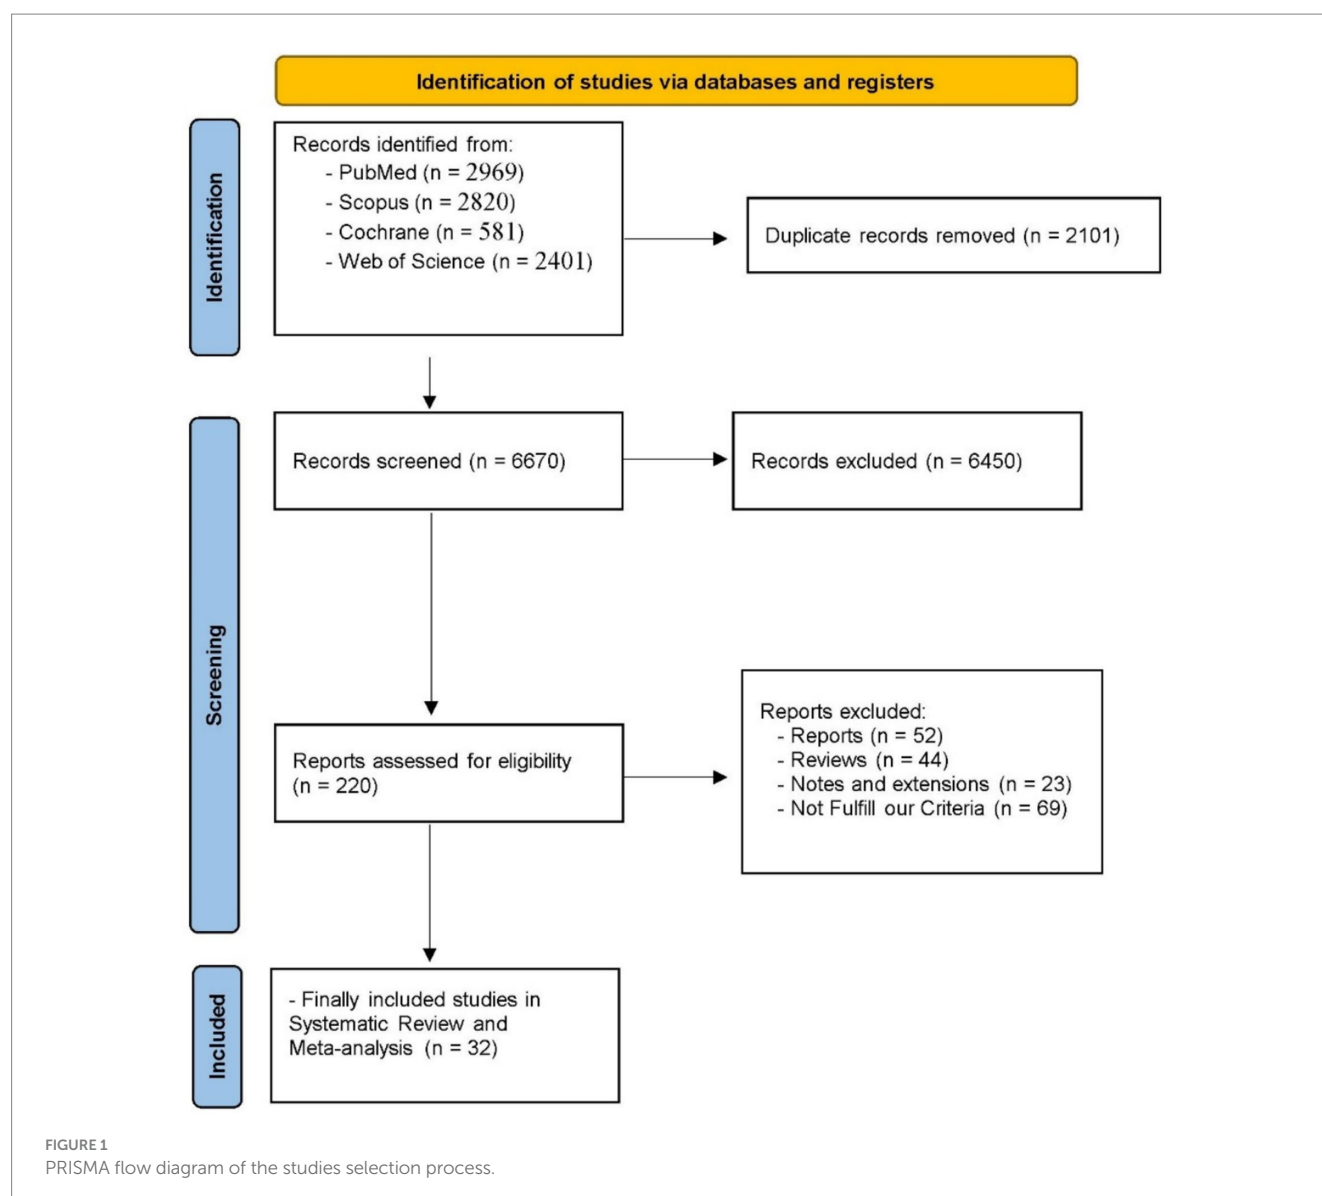 Identification of studies via databases and registers
Identification
Records identified from:
- PubMed (n = 2969)
- Scopus (n = 2820)
- Cochrane (n = 581)
- Web of Science (n = 2401)
Duplicate records removed (n = 2101)
Screening
Records screened (n = 6670)
Records excluded (n = 6450)
Reports assessed for eligibility
(n = 220)
Reports excluded:
- Reports (n = 52)
- Reviews (n = 44)
- Notes and extensions (n = 23)
- Not Fulfill our Criteria (n = 69)
Included
- Finally included studies in
Systematic Review and
Meta-analysis (n = 32)
FIGURE 1
PRISMA flow diagram of the studies selection process.